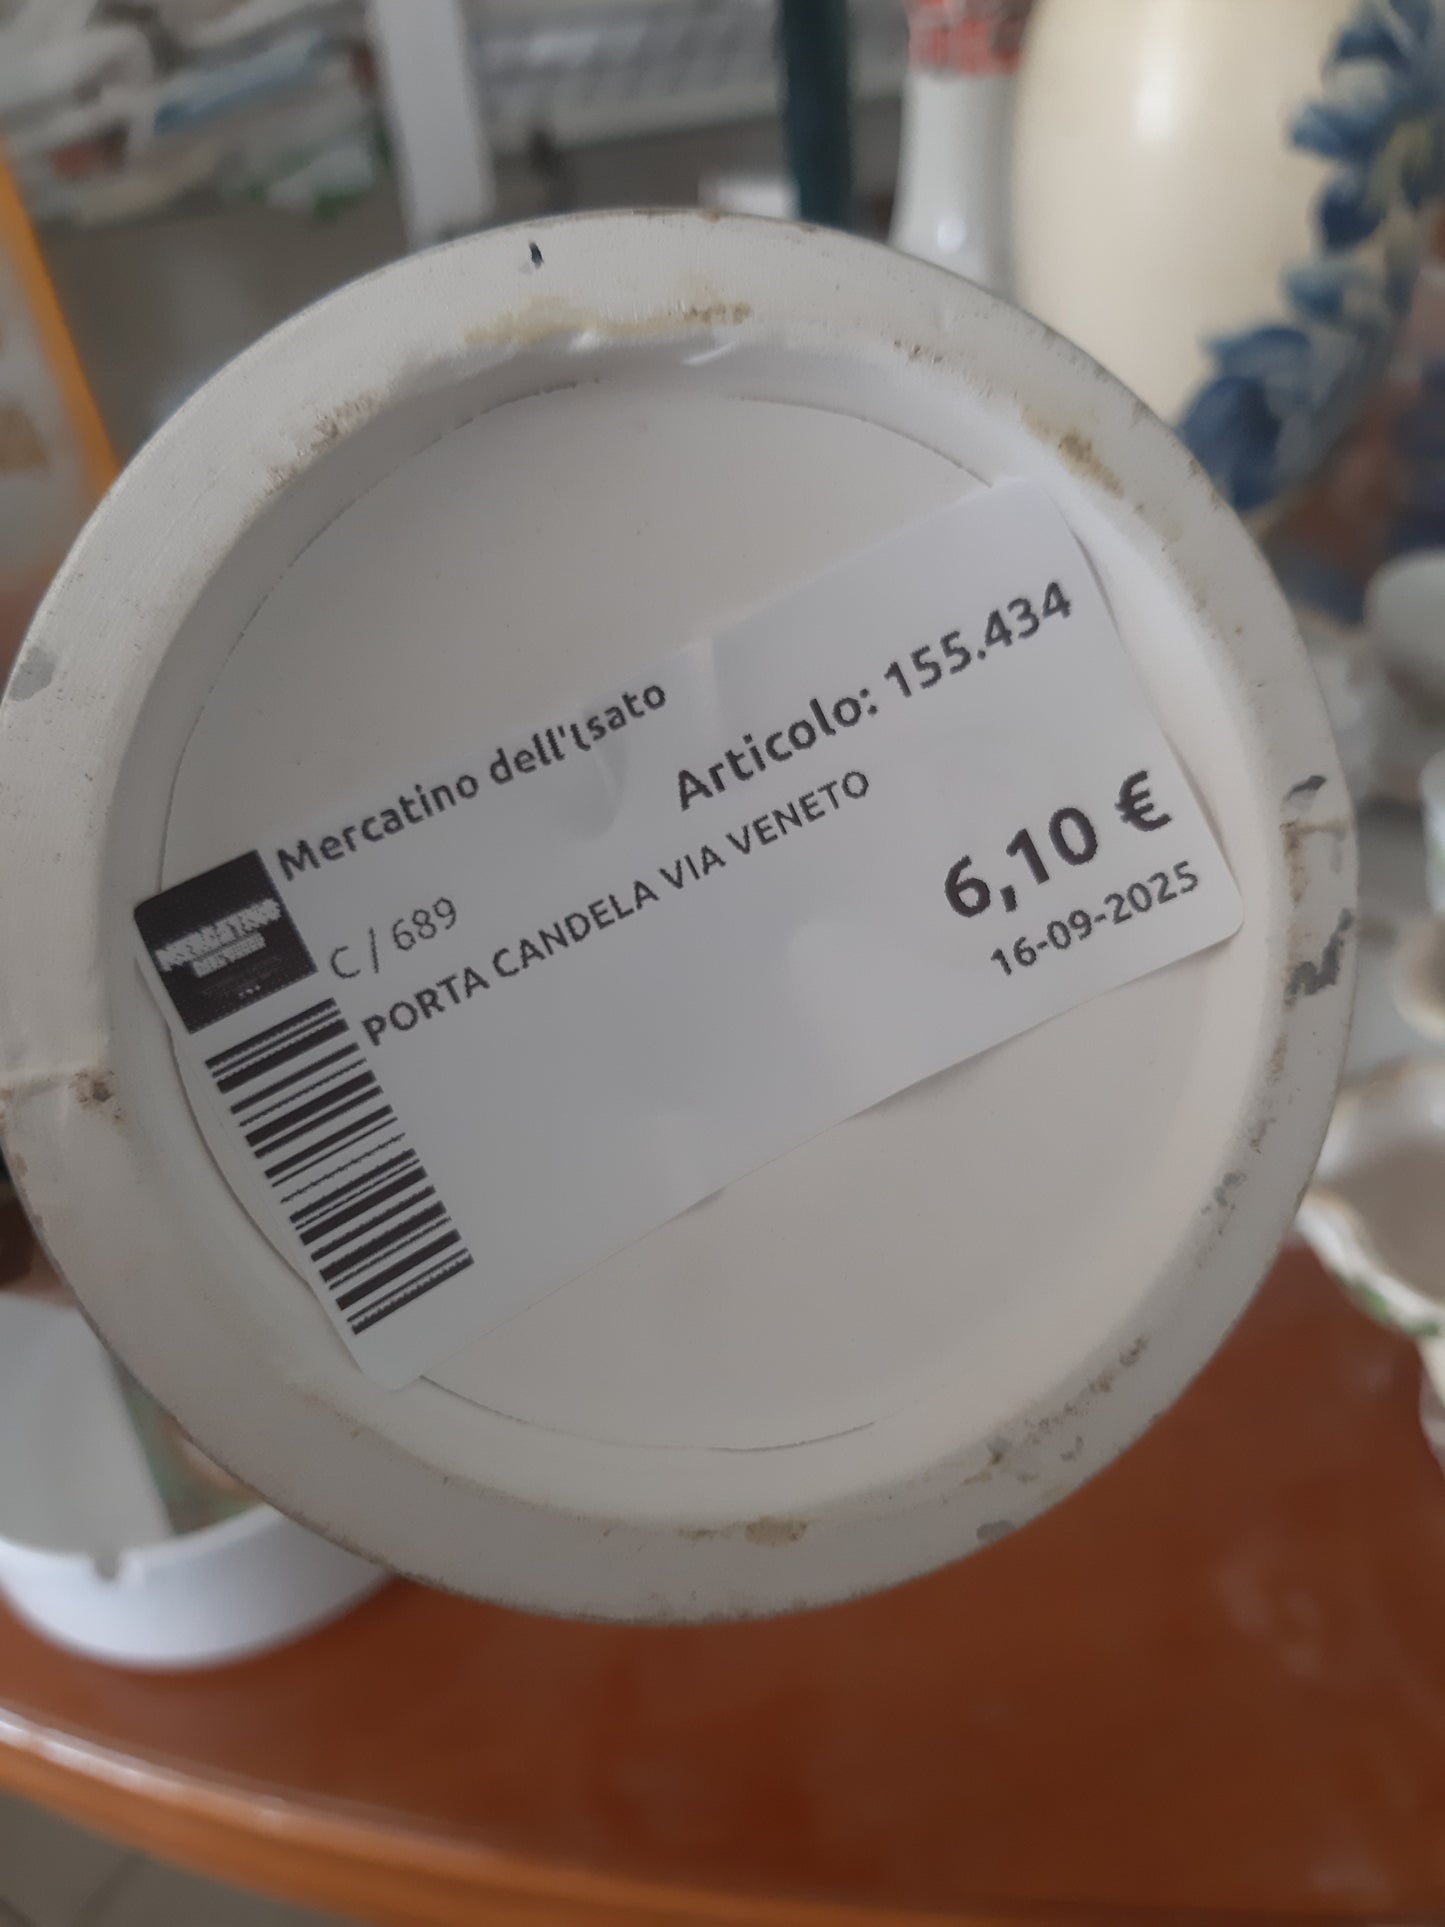 Mercatino dell'Usato
Articolo: 155.434
C / 689
PORTA CANDELA VIA VENETO
6,10 €
16-09-2025